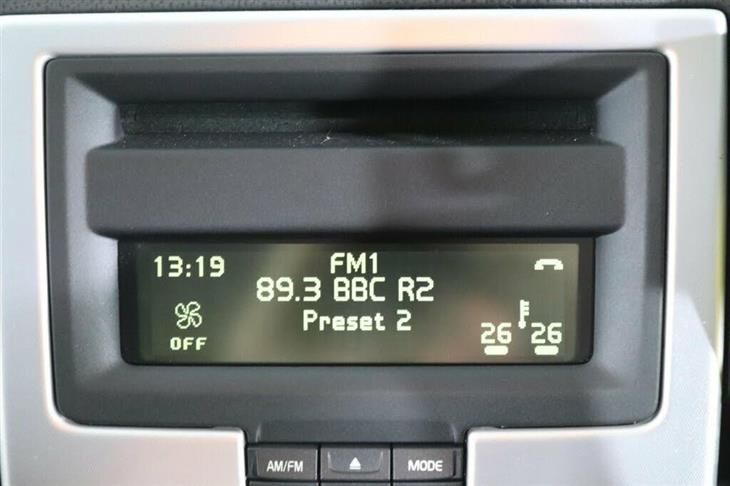 13:19 FM1
89.3 BBC R2
Preset 2
OFF 26 26
AM/FM MODE